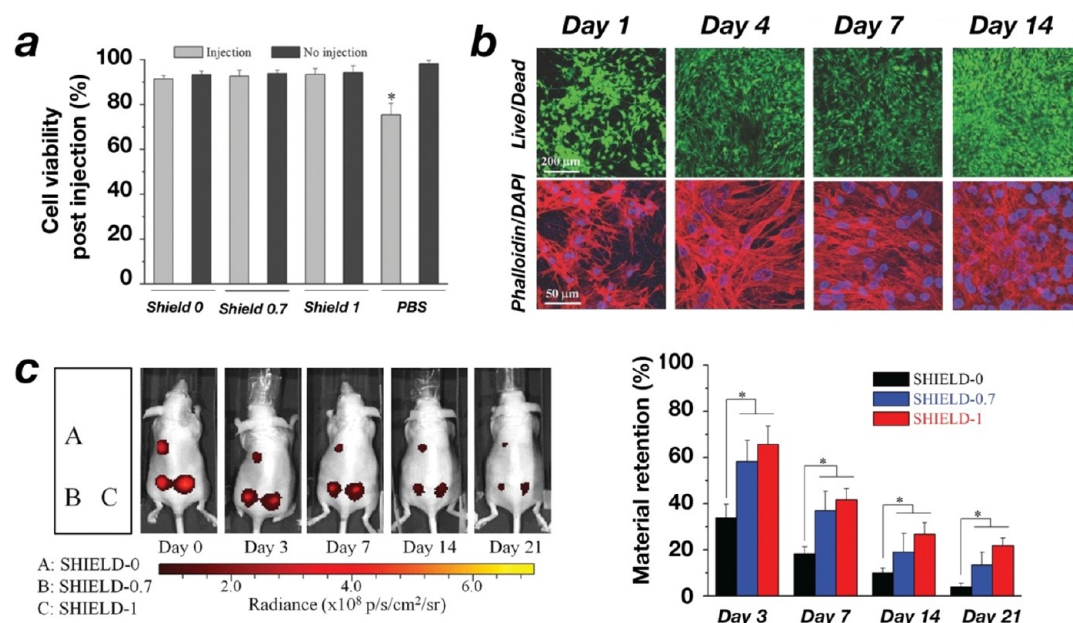 a
Injection
No injection
Cell viability
post injection (%)
100
80
60
40
20
0
*
Shield 0
Shield 0.7
Shield 1
PBS
b
Day 1
Day 4
Day 7
Day 14
Live/Dead
200 µm
Phalloidin/DAPI
50 µm
c
A
B C
Day 0
Day 3
Day 7
Day 14
Day 21
A: SHIELD-0
B: SHIELD-0.7
C: SHIELD-1
2.0
4.0
6.0
Radiance (x10⁸ p/s/cm²/sr)
Material retention (%)
100
80
60
40
20
0
SHIELD-0
SHIELD-0.7
SHIELD-1
*
*
*
*
Day 3
Day 7
Day 14
Day 21